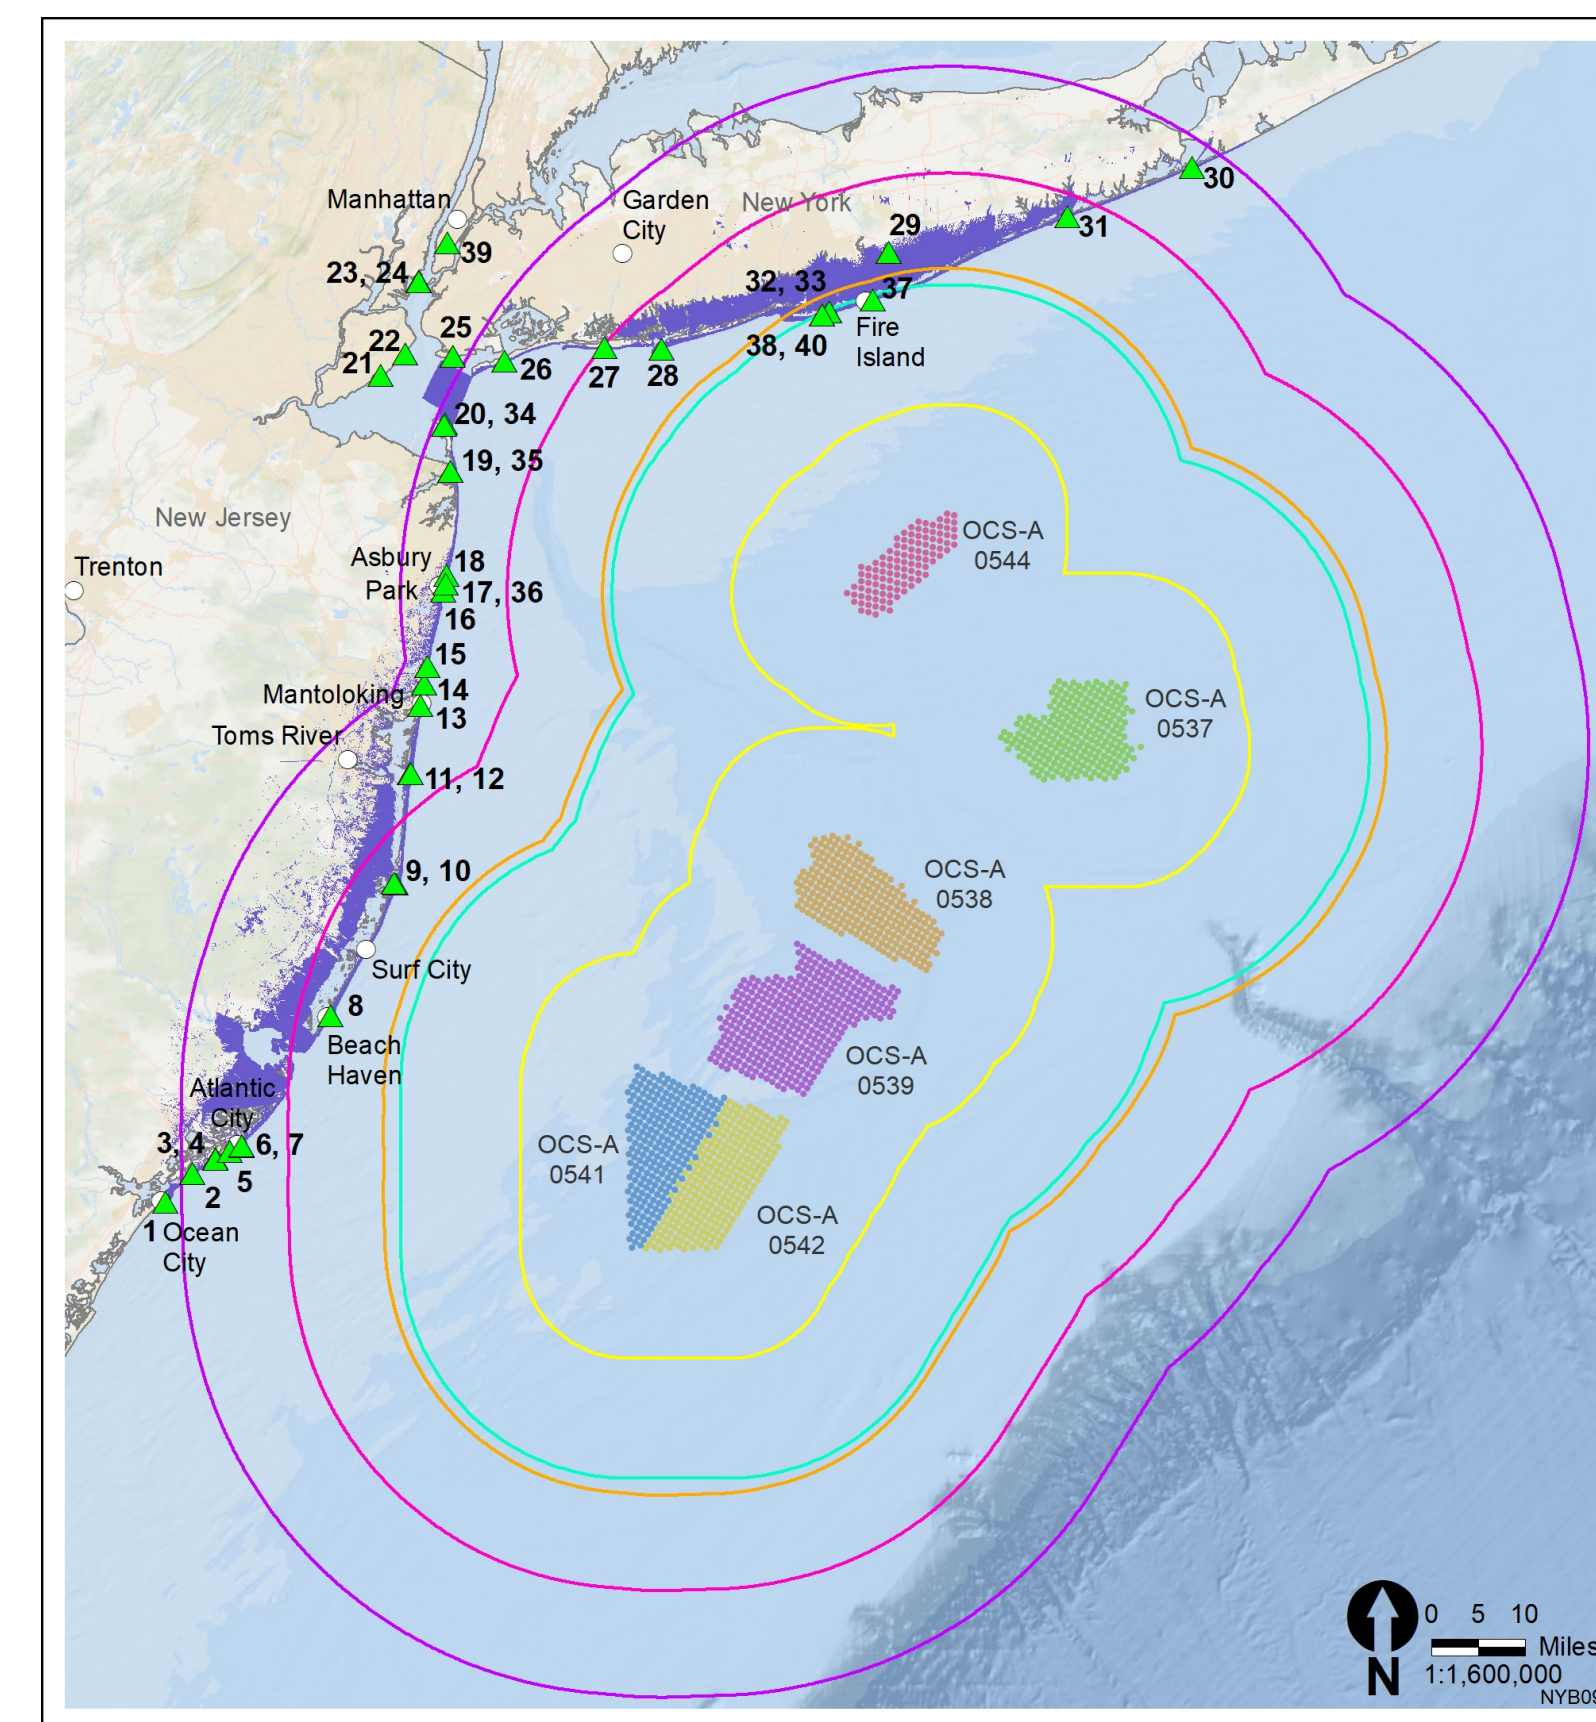 Manhattan
39
23, 24
Garden
City
New York
30
31
29
32, 33
37
Fire
Island
38, 40
22
25
21
26
27
28
20, 34
19, 35
New Jersey
Trenton
Asbury
Park
18
17, 36
16
15
Mantoloking
14
13
Toms River
11, 12
9, 10
Surf City
8
Beach
Haven
Atlantic
City
3, 4
6, 7
5
2
1
Ocean
City
OCS-A
0544
OCS-A
0537
OCS-A
0538
OCS-A
0539
OCS-A
0541
OCS-A
0542
0 5 10
Miles
1:1,600,000
N
NYB09